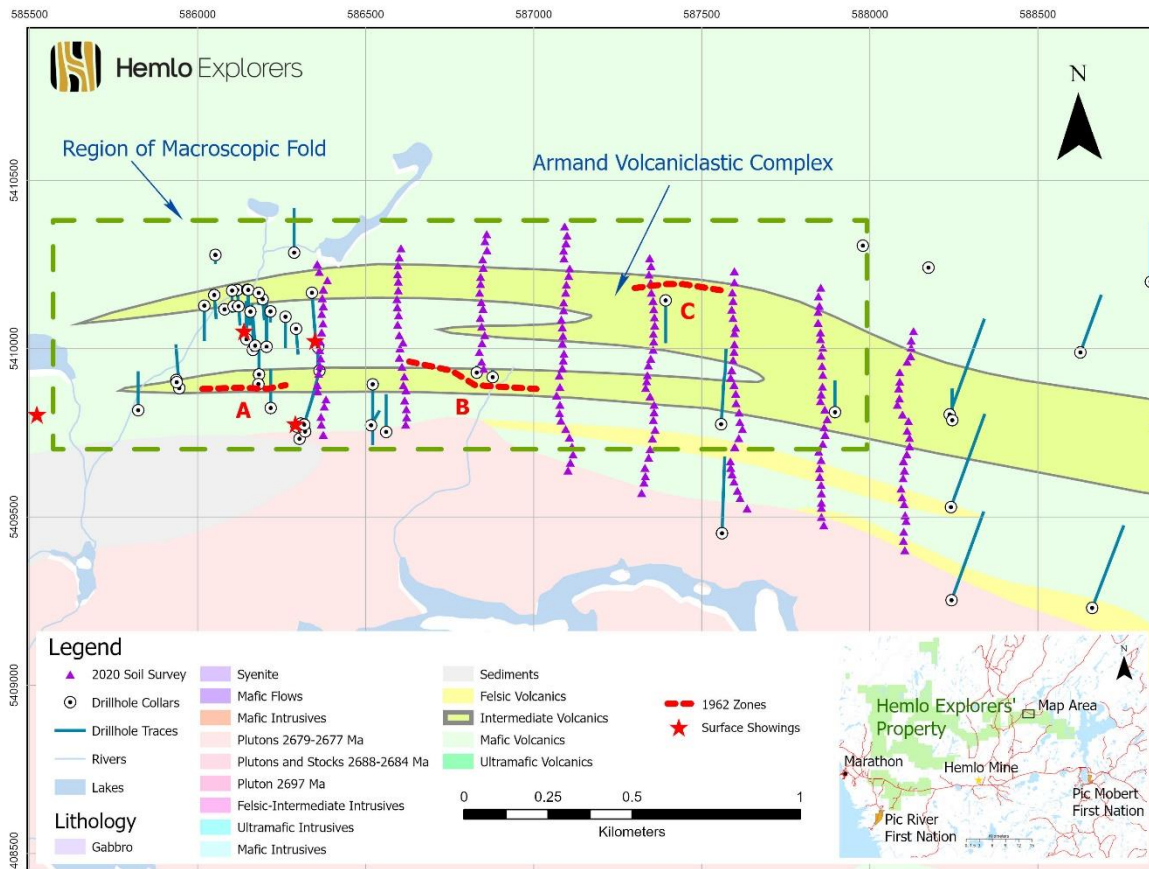 585500 586000 586500 587000 587500 588000 588500
Hemlo Explorers
N
Region of Macroscopic Fold
Armand Volcaniclastic Complex
5410500
5410000
5409500
5409000
408500
A
B
C
Legend
2020 Soil Survey
Drillhole Collars
Drillhole Traces
Rivers
Lakes
Lithology
Gabbro
Syenite
Mafic Flows
Mafic Intrusives
Plutons 2679-2677 Ma
Plutons and Stocks 2688-2684 Ma
Pluton 2697 Ma
Felsic-Intermediate Intrusives
Ultramafic Intrusives
Mafic Intrusives
Sediments
Felsic Volcanics
Intermediate Volcanics
Mafic Volcanics
Ultramafic Volcanics
1962 Zones
Surface Showings
0 0.25 0.5 1
Kilometers
N
Hemlo Explorers'
Property
Map Area
Marathon
Hemlo Mine
Pic Mobert
First Nation
Pic River
First Nation